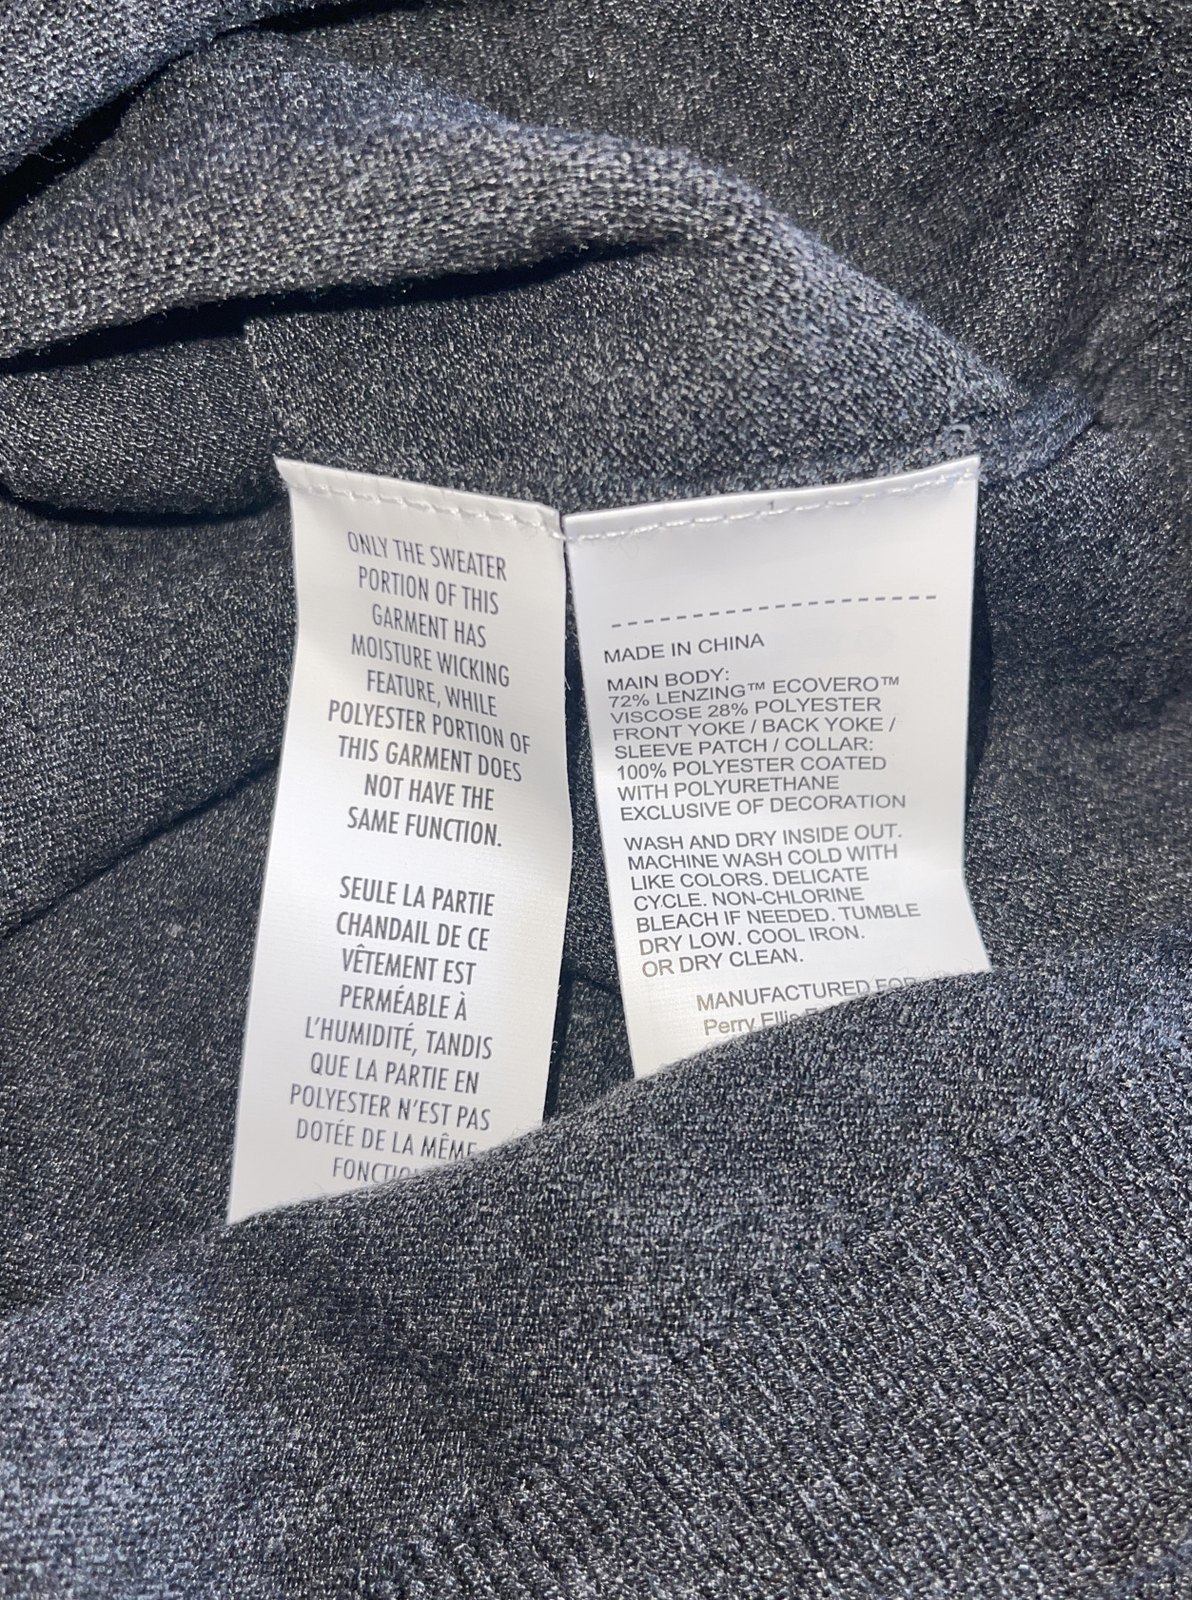 ONLY THE SWEATER
PORTION OF THIS
GARMENT HAS
MOISTURE WICKING
FEATURE, WHILE
POLYESTER PORTION OF
THIS GARMENT DOES
NOT HAVE THE
SAME FUNCTION.
SEULE LA PARTIE
CHANDAIL DE CE
VÊTEMENT EST
PERMÉABLE À
L'HUMIDITÉ, TANDIS
QUE LA PARTIE EN
POLYESTER N'EST PAS
DOTÉE DE LA MÊME
MADE IN CHINA
MAIN BODY:
72% LENZING™ ECOVERO™
VISCOSE 28% POLYESTER
FRONT YOKE / BACK YOKE /
SLEEVE PATCH / COLLAR:
100% POLYESTER COATED
WITH POLYURETHANE
EXCLUSIVE OF DECORATION
WASH AND DRY INSIDE OUT.
MACHINE WASH COLD WITH
LIKE COLORS. DELICATE
CYCLE. NON-CHLORINE
BLEACH IF NEEDED. TUMBLE
DRY LOW. COOL IRON.
OR DRY CLEAN.
MANUFACTURED FOR
Perry Ellis